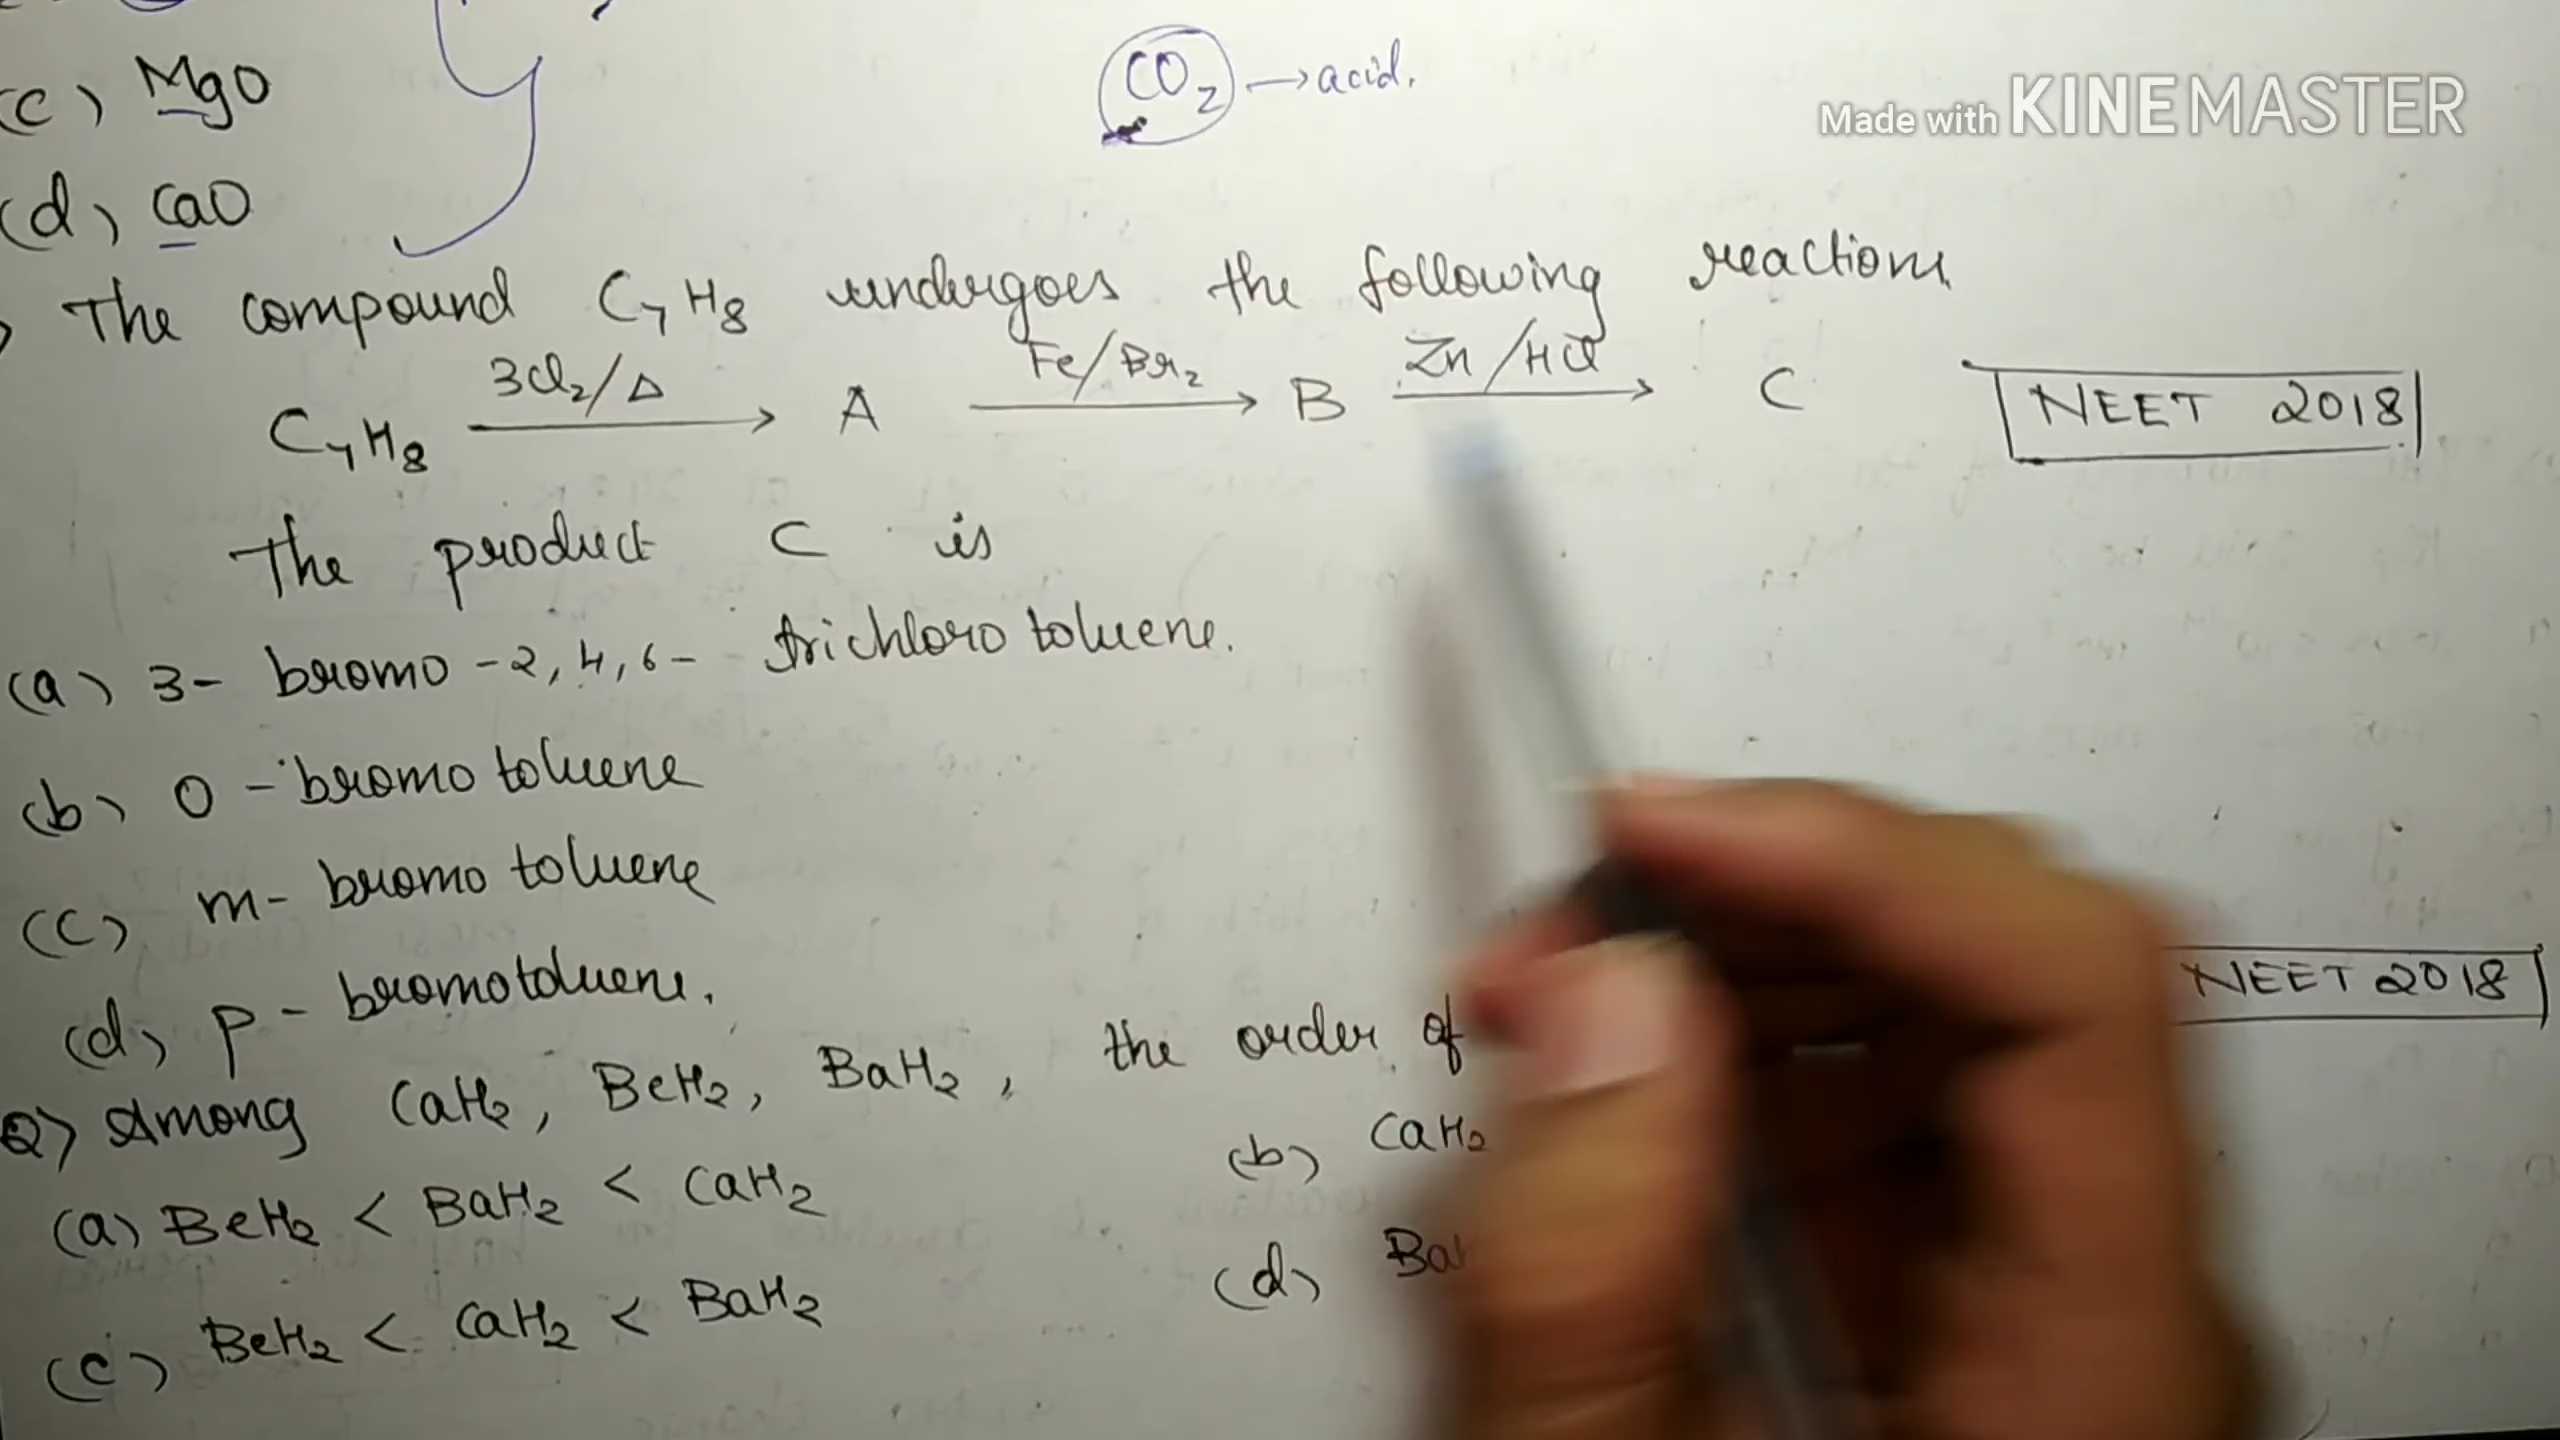 (c) MgO
CO2 → acid.
Made with KINEMASTER
(d) CaO
The compound C7H8 undergoes the following reactions
C7H8 3Cl2/Δ → A Fe/Br2 → B Zn/HCl → C NEET 2018
The product C is
(a) 3- bromo -2,4,6- trichloro toluene.
(b) O - bromo toluene
(c) m- bromo toluene
(d) p - bromotoluene.
NEET 2018
Q) Among CaH2, BeH2, BaH2, the order of
(a) BeH2 < BaH2 < CaH2 (b) CaH2
(c) BeH2 < CaH2 < BaH2 (d)